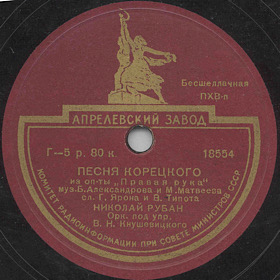 Бесшеллачная
ПХВ-п
АПРЕЛЕВСКИЙ ЗАВОД
Г—5 р. 80 к.
18554
ПЕСНЯ КОРЕЦКОГО
из оп-ты „Правая рука"
муз. Б. Александрова и М. Матвеева
сл. Г. Ярона и В. Типота
НИКОЛАЙ РУБАН
Орк. под упр.
В. Н. Кнушевицкого
КОМИТЕТ РАДИОИНФОРМАЦИИ ПРИ СОВЕТЕ МИНИСТРОВ СССР